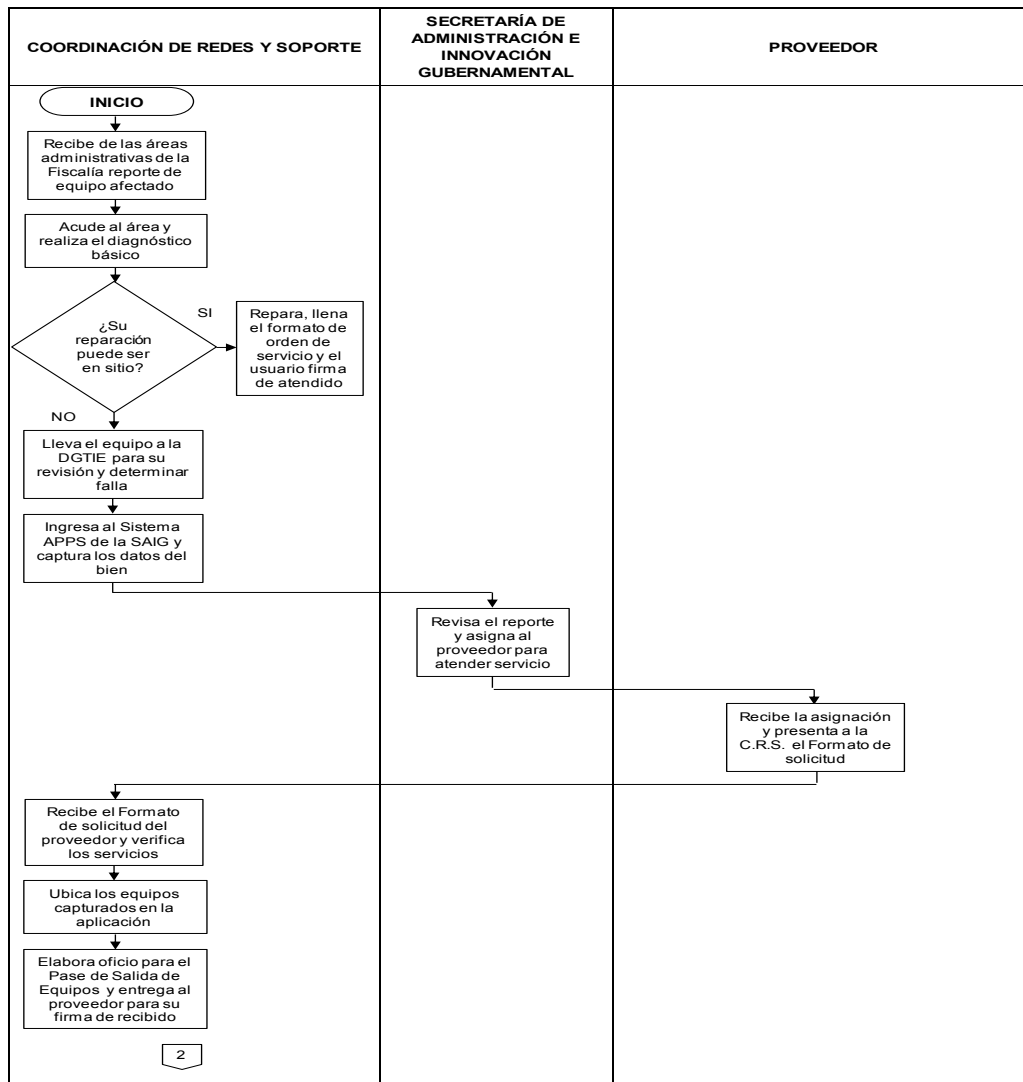 COORDINACIÓN DE REDES Y SOPORTE
SECRETARÍA DE
ADMINISTRACIÓN E
INNOVACIÓN
GUBERNAMENTAL
PROVEEDOR
INICIO
Recibe de las áreas
administrativas de la
Fiscalía reporte de
equipo afectado
Acude al área y
realiza el diagnóstico
básico
¿Su
reparación
puede ser
en sitio?
SI
Repara, llena
el formato de
orden de
servicio y el
usuario firma
de atendido
NO
Lleva el equipo a la
DGTIE para su
revisión y determinar
falla
Ingresa al Sistema
APPS de la SAIG y
captura los datos del
bien
Revisa el reporte
y asigna al
proveedor para
atender servicio
Recibe la asignación
y presenta a la
C.R.S. el Formato de
solicitud
Recibe el Formato
de solicitud del
proveedor y verifica
los servicios
Ubica los equipos
capturados en la
aplicación
Elabora oficio para el
Pase de Salida de
Equipos y entrega al
proveedor para su
firma de recibido
2